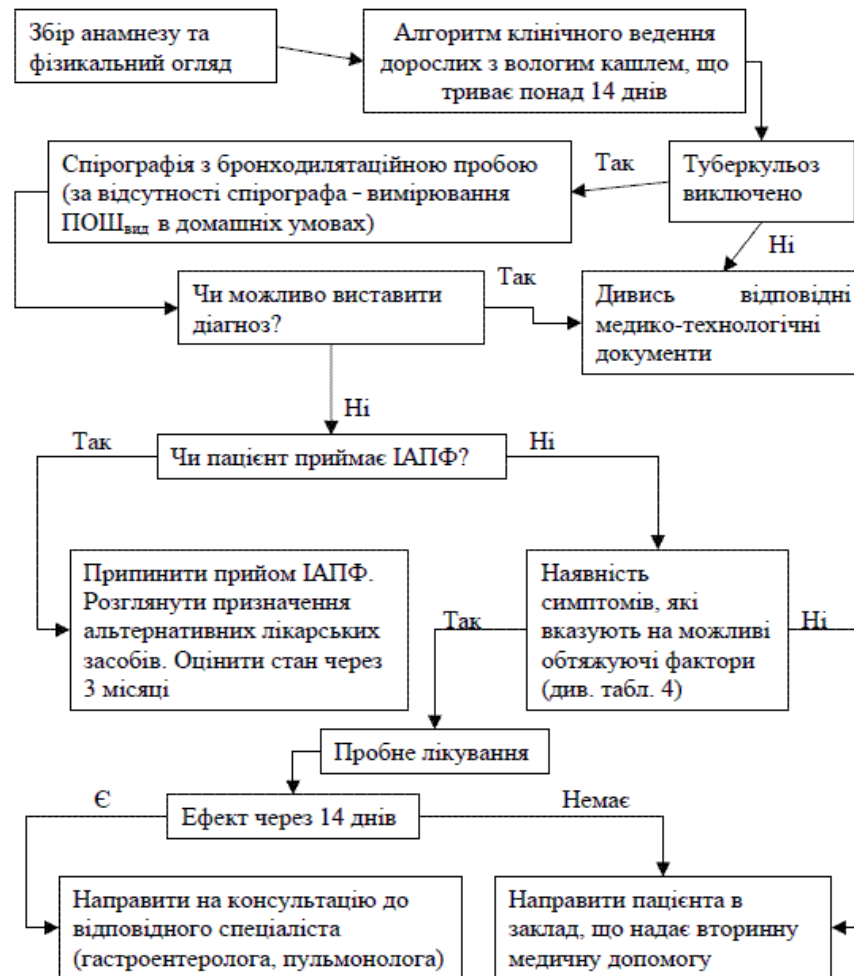 Збір анамнезу та
фізикальний огляд
Алгоритм клінічного ведення
дорослих з вологим кашлем, що
триває понад 14 днів
Спірографія з бронходилятаційною пробою
(за відсутності спірографа - вимірювання
ПОШвид в домашніх умовах)
Так
Туберкульоз
виключено
Ні
Чи можливо виставити
діагноз?
Так
Дивись відповідні
медико-технологічні
документи
Ні
Так
Чи пацієнт приймає ІАПФ?
Ні
Припинити прийом ІАПФ.
Розглянути призначення
альтернативних лікарських
засобів. Оцінити стан через
3 місяці
Так
Наявність
симптомів, які
вказують на можливі
обтяжуючі фактори
(див. табл. 4)
Ні
Пробне лікування
Є
Ефект через 14 днів
Немає
Направити на консультацію до
відповідного спеціаліста
(гастроентеролога, пульмонолога)
Направити пацієнта в
заклад, що надає вторинну
медичну допомогу